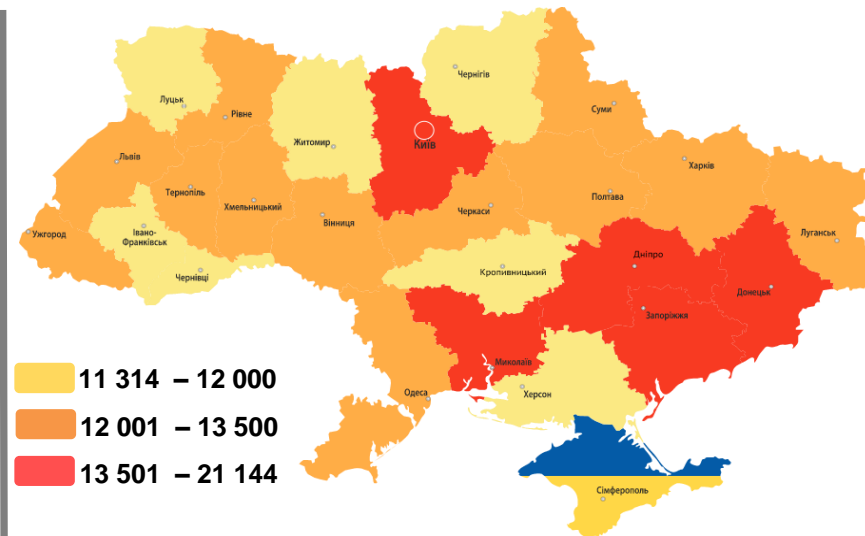 Чернігів
Луцьк
Рівне
Суми
Житомир
Київ
Львів
Харків
Тернопіль
Хмельницький
Полтава
Черкаси
Вінниця
Ужгород
Івано-
Франківськ
Луганськ
Дніпро
Чернівці
Кропивницький
Донецьк
Запоріжжя
Миколаїв
Одеса
Херсон
Сімферополь
11 314 – 12 000
12 001 – 13 500
13 501 – 21 144